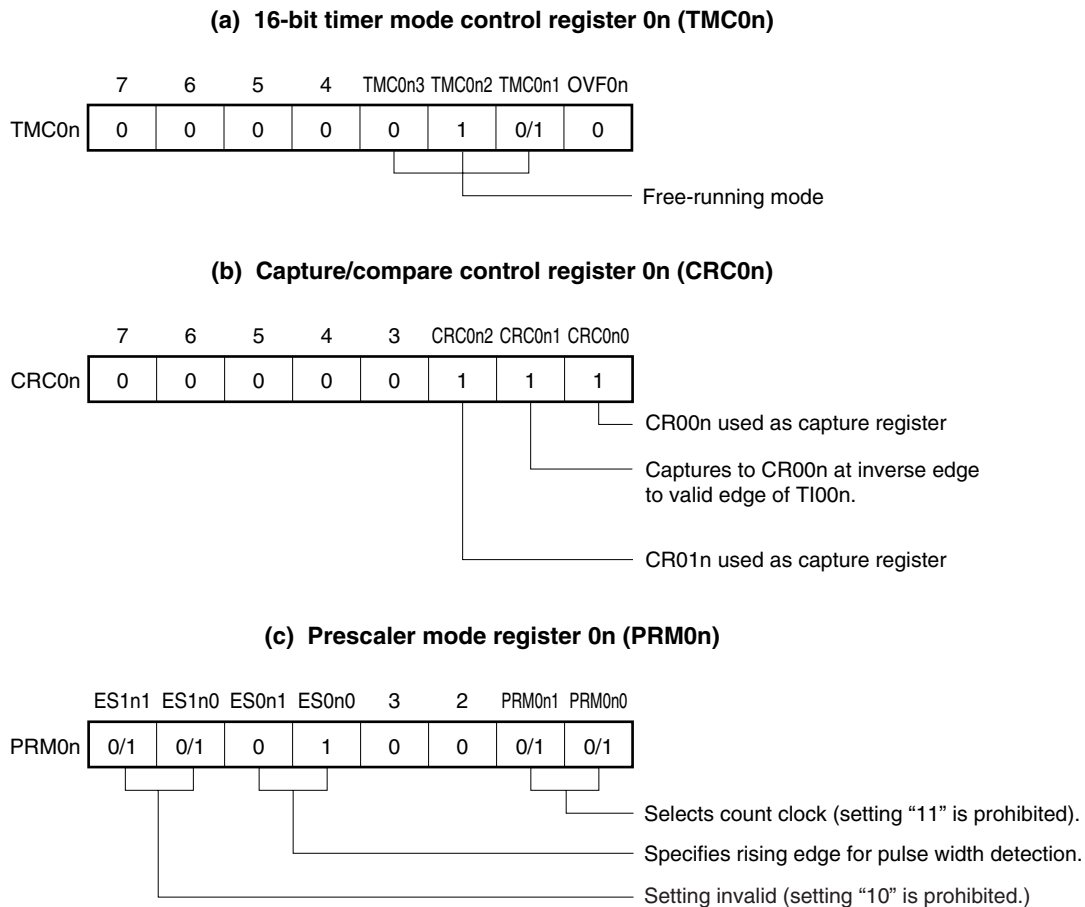 (a) 16-bit timer mode control register 0n (TMC0n)
7 6 5 4 TMC0n3 TMC0n2 TMC0n1 OVF0n
TMC0n 0 0 0 0 0 1 0/1 0
Free-running mode
(b) Capture/compare control register 0n (CRC0n)
7 6 5 4 3 CRC0n2 CRC0n1 CRC0n0
CRC0n 0 0 0 0 0 1 1 1
CR00n used as capture register
Captures to CR00n at inverse edge
to valid edge of TI00n.
CR01n used as capture register
(c) Prescaler mode register 0n (PRM0n)
ES1n1 ES1n0 ES0n1 ES0n0 3 2 PRM0n1 PRM0n0
PRM0n 0/1 0/1 0 1 0 0 0/1 0/1
Selects count clock (setting “11” is prohibited).
Specifies rising edge for pulse width detection.
Setting invalid (setting “10” is prohibited.)